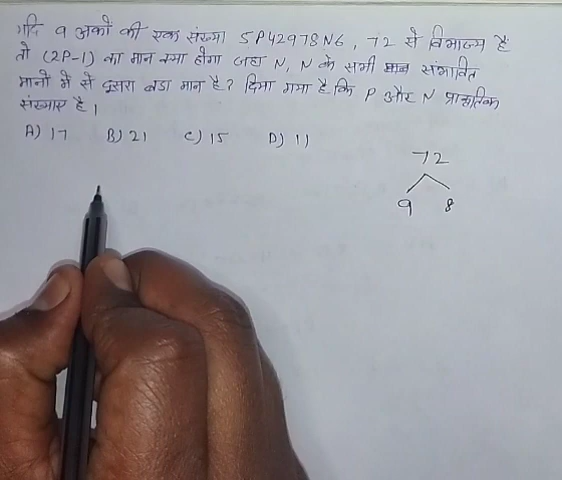 यदि 9 अंकों की एक संख्या 5P42978N6, 72 से विभाज्य है
तो (2P-1) का मान क्या होगा जहां N, N के सभी संभावित
मानों में से दूसरा बड़ा मान है? दिया गया है कि P और N प्राकृतिक
संख्याएं है।
A) 17 B) 21 C) 15 D) 11
72
9 8